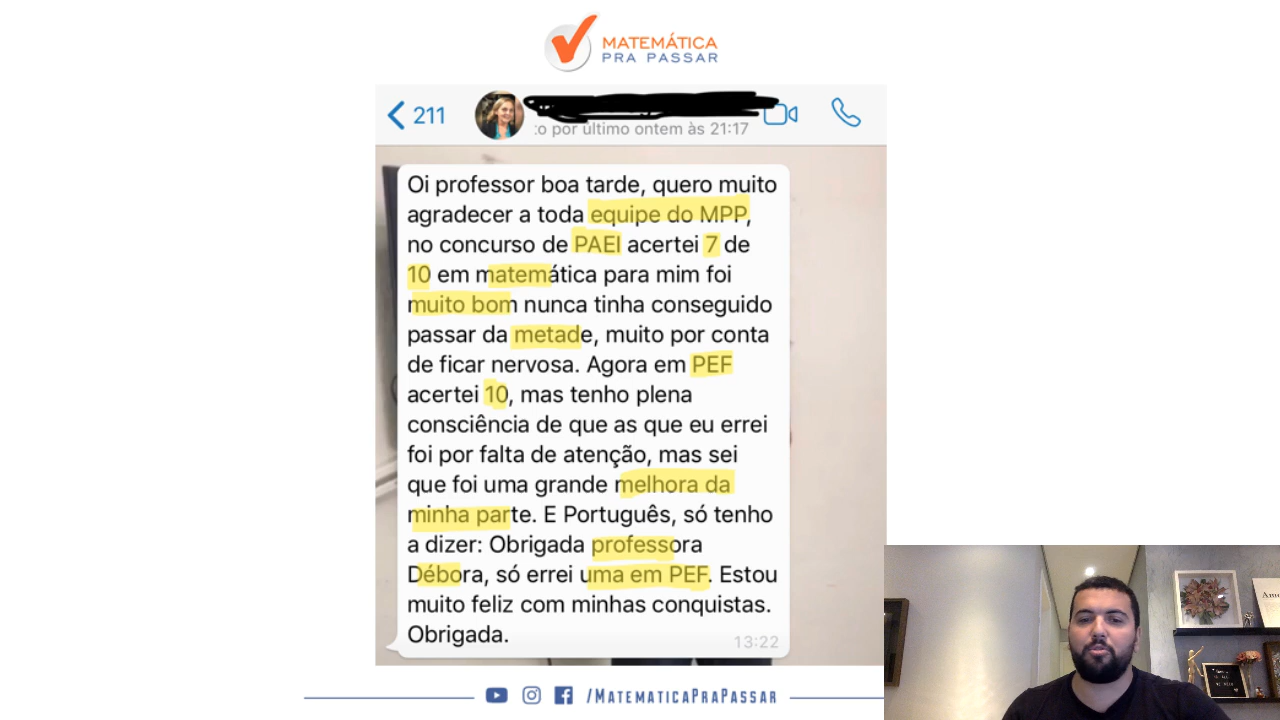 MATEMÁTICA
PRA PASSAR
211
to por último ontem às 21:17
Oi professor boa tarde, quero muito
agradecer a toda equipe do MPP,
no concurso de PAEI acertei 7 de
10 em matemática para mim foi
muito bom nunca tinha conseguido
passar da metade, muito por conta
de ficar nervosa. Agora em PEF
acertei 10, mas tenho plena
consciência de que as que eu errei
foi por falta de atenção, mas sei
que foi uma grande melhora da
minha parte. E Português, só tenho
a dizer: Obrigada professora
Débora, só errei uma em PEF. Estou
muito feliz com minhas conquistas.
Obrigada.
13:22
/MATEMATICAPRAPASSAR